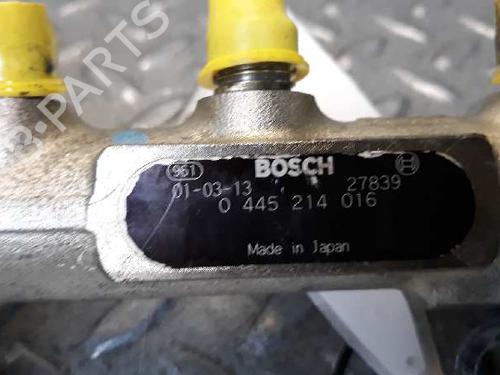 B-PARTS
961 BOSCH
01-03-13 27839
0 445 214 016
Made in Japan